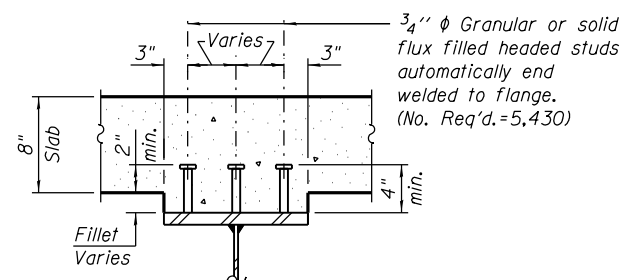 3/4" φ Granular or solid
flux filled headed studs
automatically end
welded to flange.
(No. Req'd.=5,430)
Varies
3"
3"
8"
Slab
2"
min.
4"
min.
Fillet
Varies